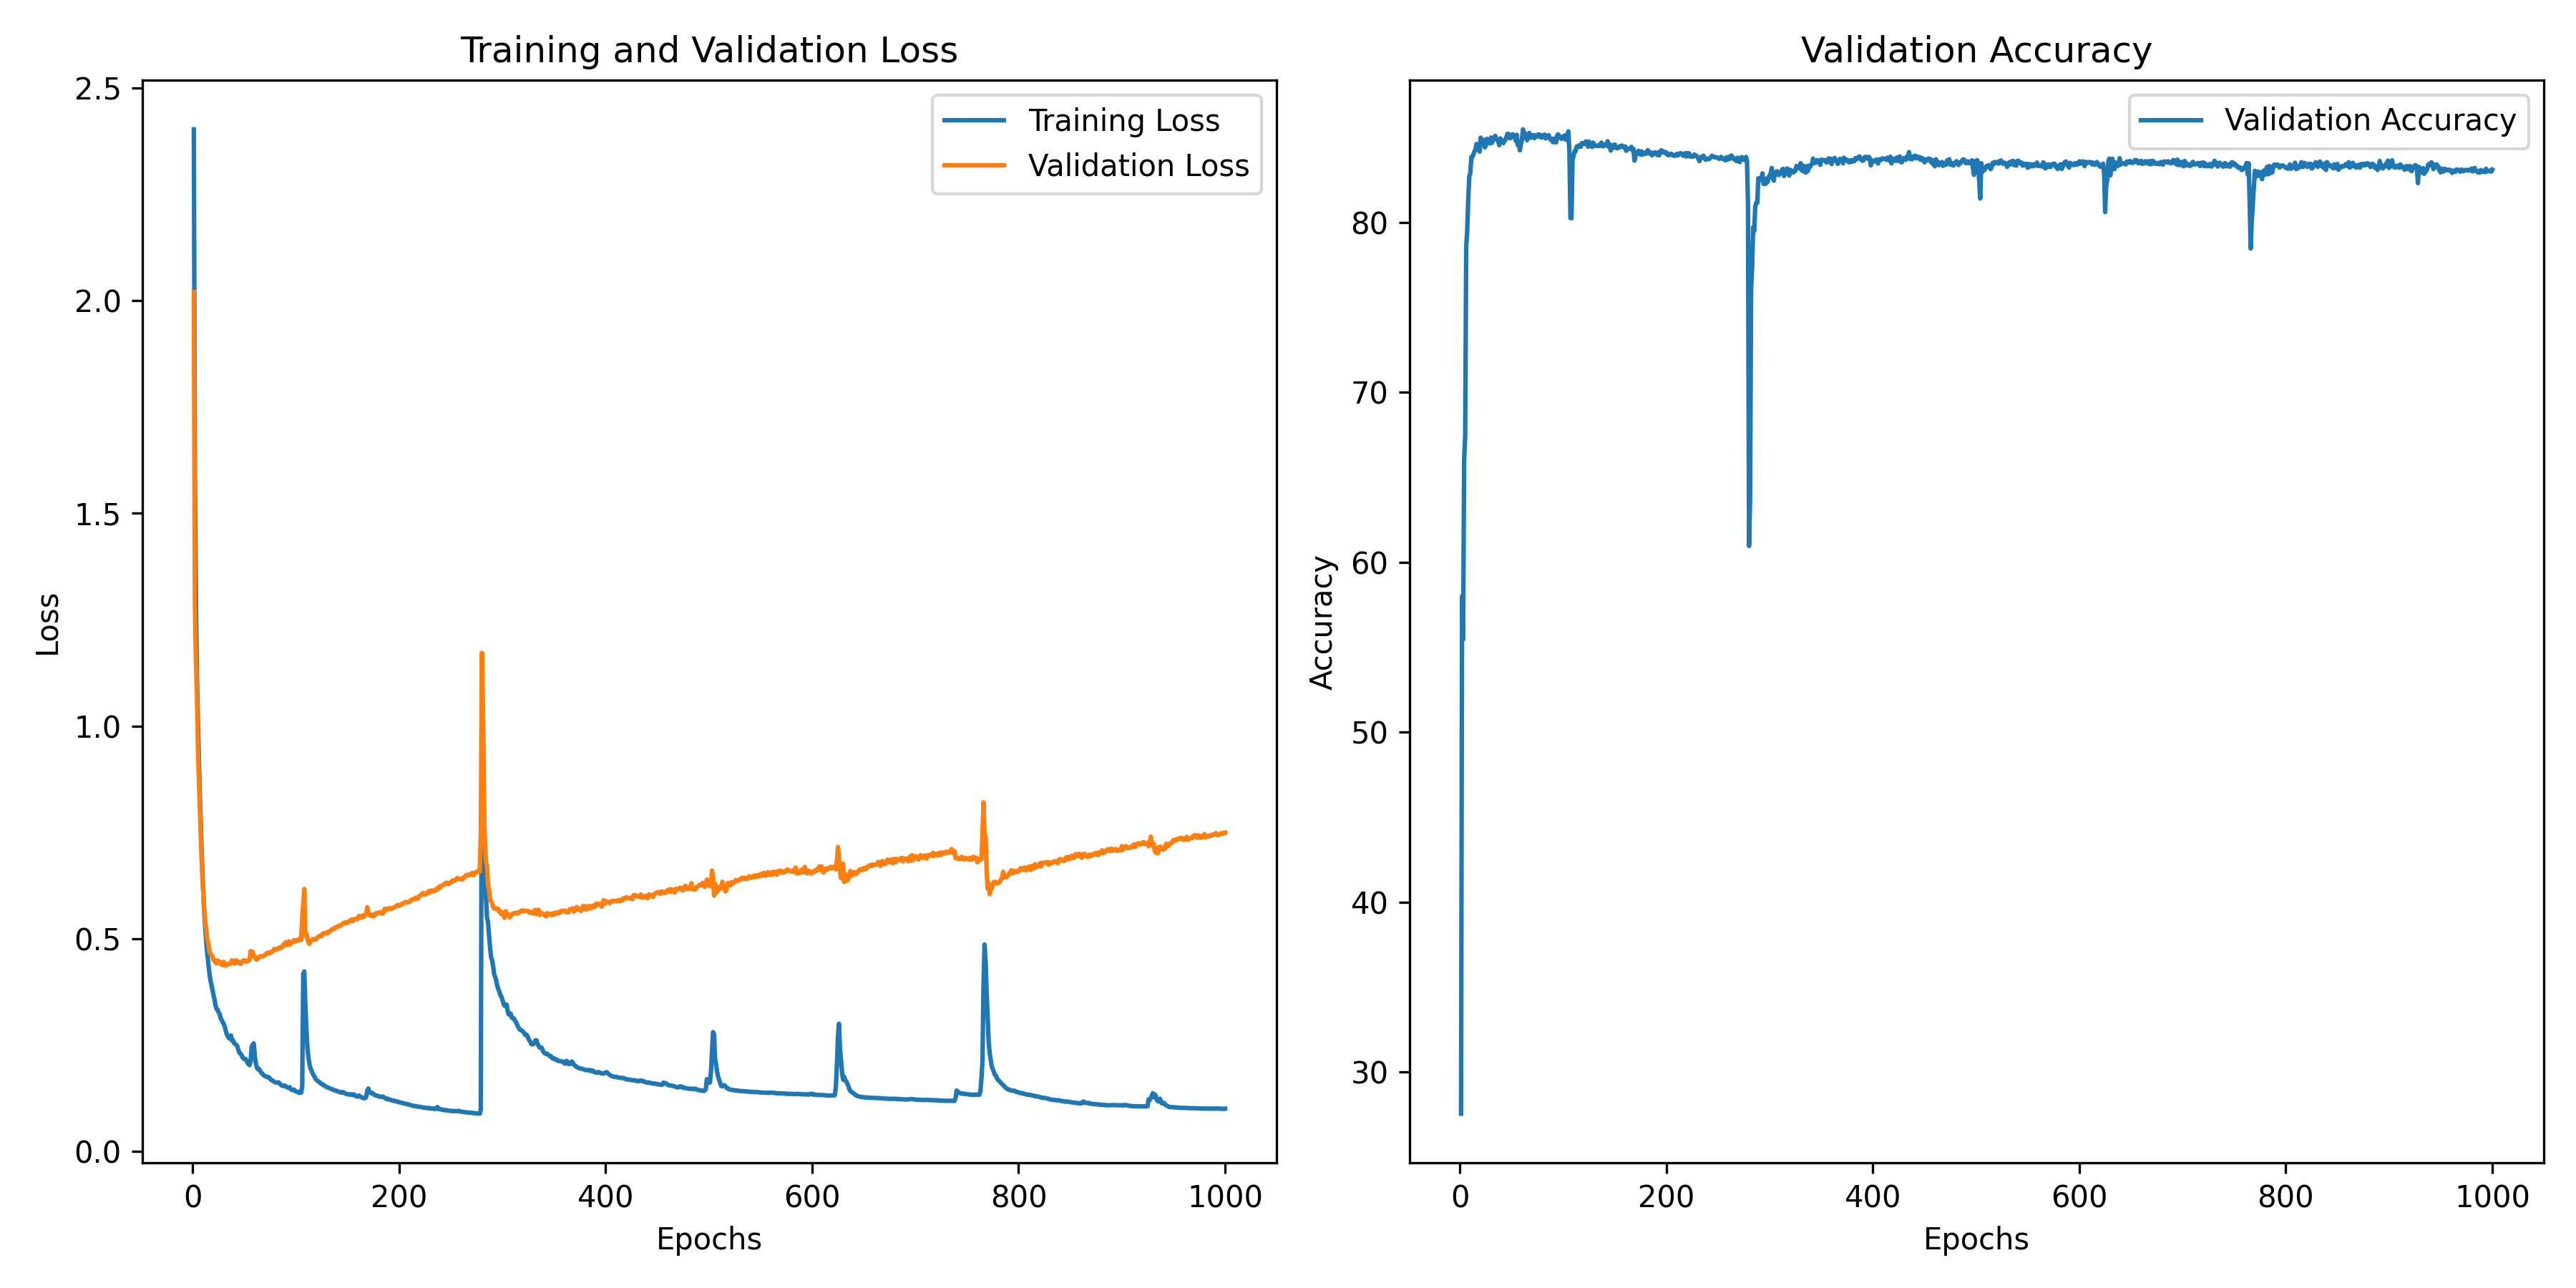 Training and Validation Loss
2.5
2.0
1.5
1.0
0.5
0.0
Loss
Training Loss
Validation Loss
0 200 400 600 800 1000
Epochs
Validation Accuracy
80
70
60
50
40
30
Accuracy
Validation Accuracy
0 200 400 600 800 1000
Epochs